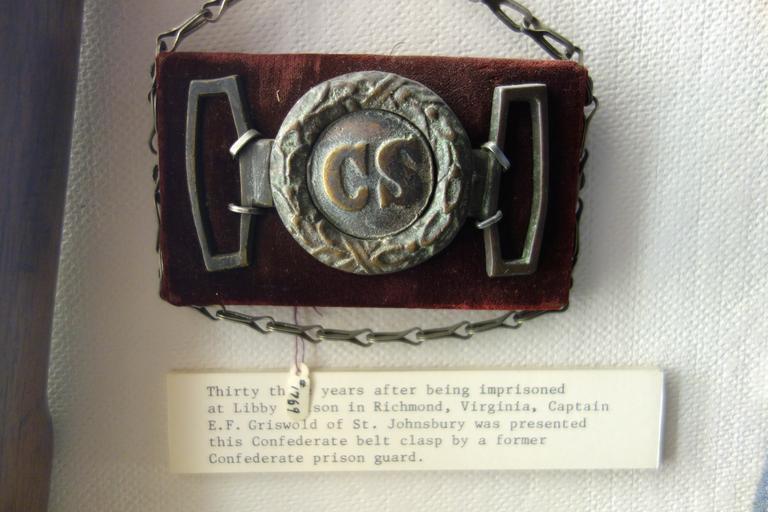 CS
#1769
Thirty years after being imprisoned
at Libby in Richmond, Virginia, Captain
E.F. Griswold of St. Johnsbury was presented
this Confederate belt clasp by a former
Confederate prison guard.